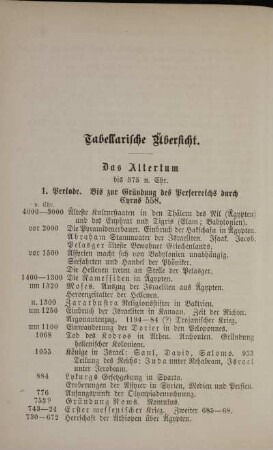 Tabellarische Übersicht.
Das Altertum
bis 375 n. Chr.
1. Periode. Bis zur Gründung des Perserreichs durch
Cyrus 558.
v. Chr.
4000—3000 Älteste Kulturstaaten in den Thälern des Nil (Ägypten)
und des Euphrat und Tigris (Elam; Babylonien).
vor 2000 Die Pyramidenerbauer. Einbruch der Hyksos in Ägypten.
Abraham Stammvater der Israeliten. Isaak. Jacob.
Pelasger älteste Bewohner Griechenlands.
vor 1500 Assyrien macht sich von Babylonien unabhängig.
Seefahrten und Handel der Phöniker.
Die Hellenen treten an Stelle der Pelasger.
1400—1300 Die Ramessiden in Ägypten.
um 1320 Moses. Auszug der Israeliten aus Ägypten.
Heroenzeitalter der Hellenen.
n. 1300 Zarathustra Religionsstifter in Baktrien.
um 1250 Einbruch der Israeliten in Kanaan. Zeit der Richter.
Argonautenzug. 1194—84 (?) Trojanischer Krieg.
um 1100 Einwanderung der Dorier in den Peloponnes.
1068 Tod des Kodros in Athen. Archonten. Gründung
hellenischer Kolonieen.
1055 Könige in Israel: Saul, David, Salomo. 953
Teilung des Reichs: Juda unter Rehabeam, Israel
unter Jerobeam.
884 Lykurgs Gesetzgebung in Sparta.
Eroberungen der Assyrier in Syrien, Medien und Persien.
776 Anfangspunkt der Olympiadenrechnung.
753? Gründung Roms. Romulus.
743—24 Erster messenischer Krieg. Zweiter 685—68.
730—672 Herrschaft der Äthiopen über Ägypten.